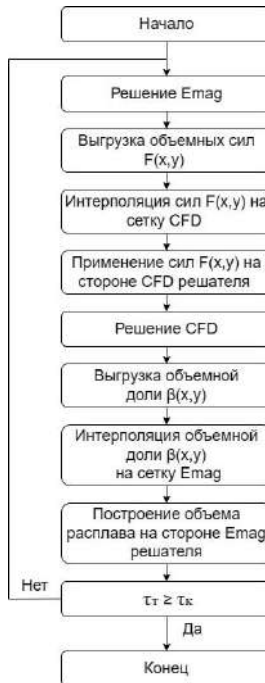 Начало
Решение Emag
Выгрузка объемных сил
F(x,y)
Интерполяция сил F(x,y) на
сетку CFD
Применение сил F(x,y) на
стороне CFD решателя
Решение CFD
Выгрузка объемной
доли β(x,y)
Интерполяция объемной
доли β(x,y)
на сетку Emag
Построение объема
расплава на стороне Emag
решателя
Нет
τт ≥ τк
Да
Конец